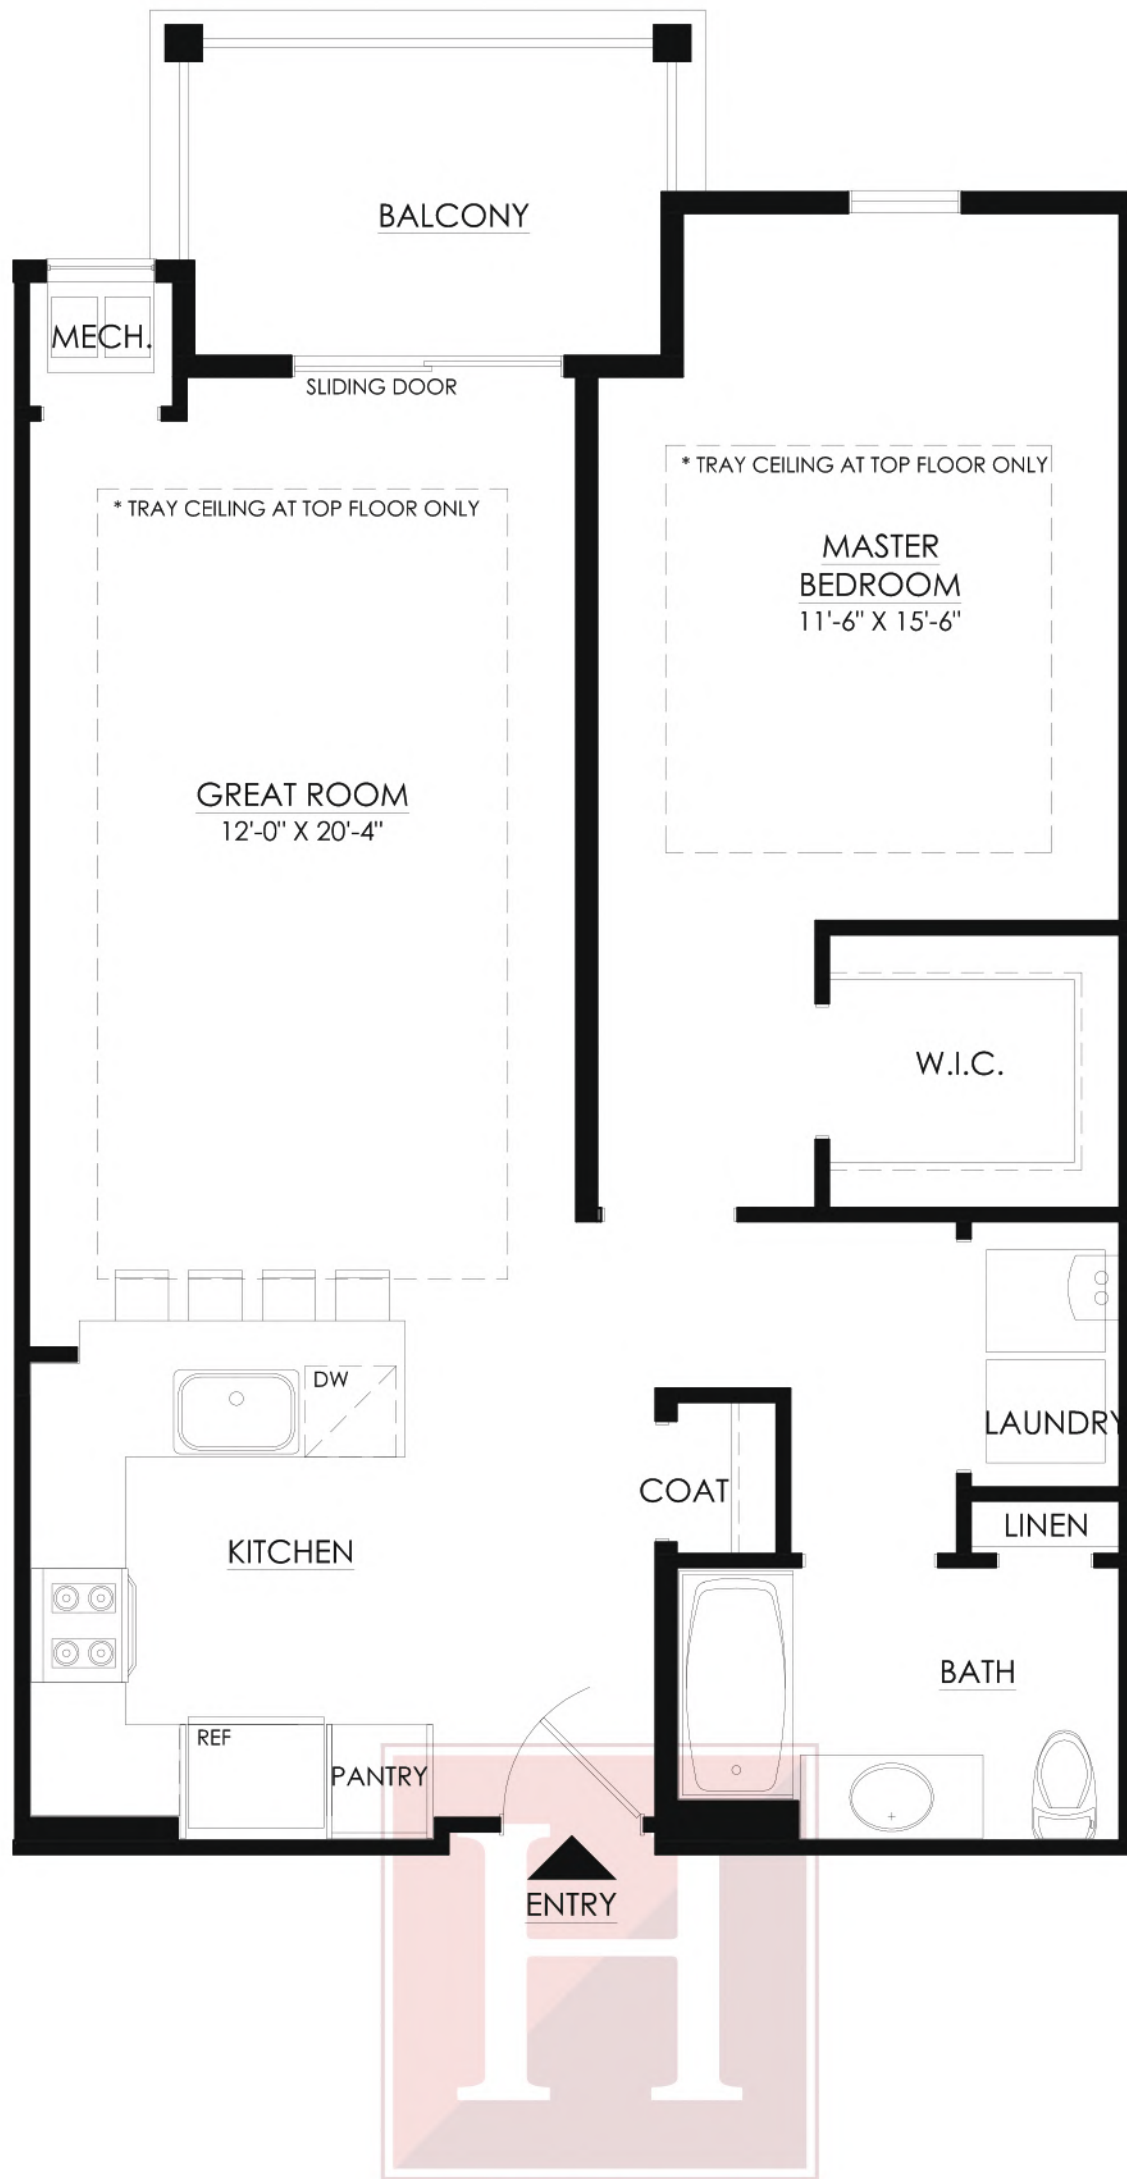 BALCONY
MECH.
SLIDING DOOR
* TRAY CEILING AT TOP FLOOR ONLY
* TRAY CEILING AT TOP FLOOR ONLY
MASTER
BEDROOM
11'-6" X 15'-6"
GREAT ROOM
12'-0" X 20'-4"
W.I.C.
DW
LAUNDRY
COAT
LINEN
KITCHEN
BATH
REF
PANTRY
ENTRY
H